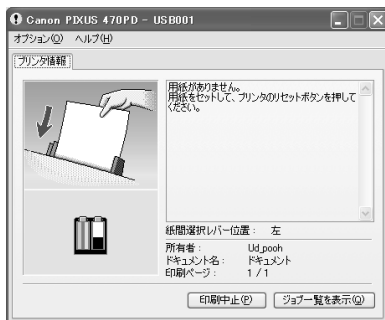 Canon PIXUS 470PD - USB001
オプション(O) ヘルプ(H)
プリンタ情報
用紙がありません。
用紙をセットして、プリンタのリセットボタンを押して
ください。
紙間選択レバー位置： 左
所有者： Ud_pooh
ドキュメント名： ドキュメント
印刷ページ： 1 / 1
印刷中止(P) ジョブ一覧を表示(Q)